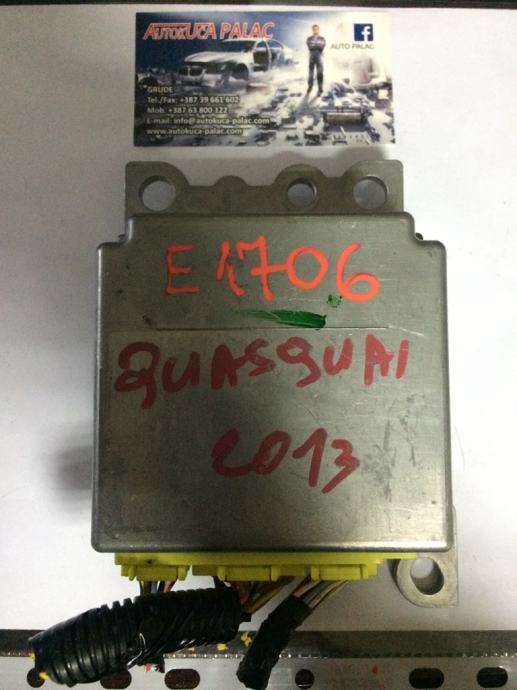 AUTOKUĆA PALAC
f
AUTO PALAC
GRUDE
Tel./Fax: +387 39 661 602
Mob. +387 63 800 122
E-mail: info@autokuca-palac.com
www.autokuca-palac.com
E1706
QUASQUAI
2013